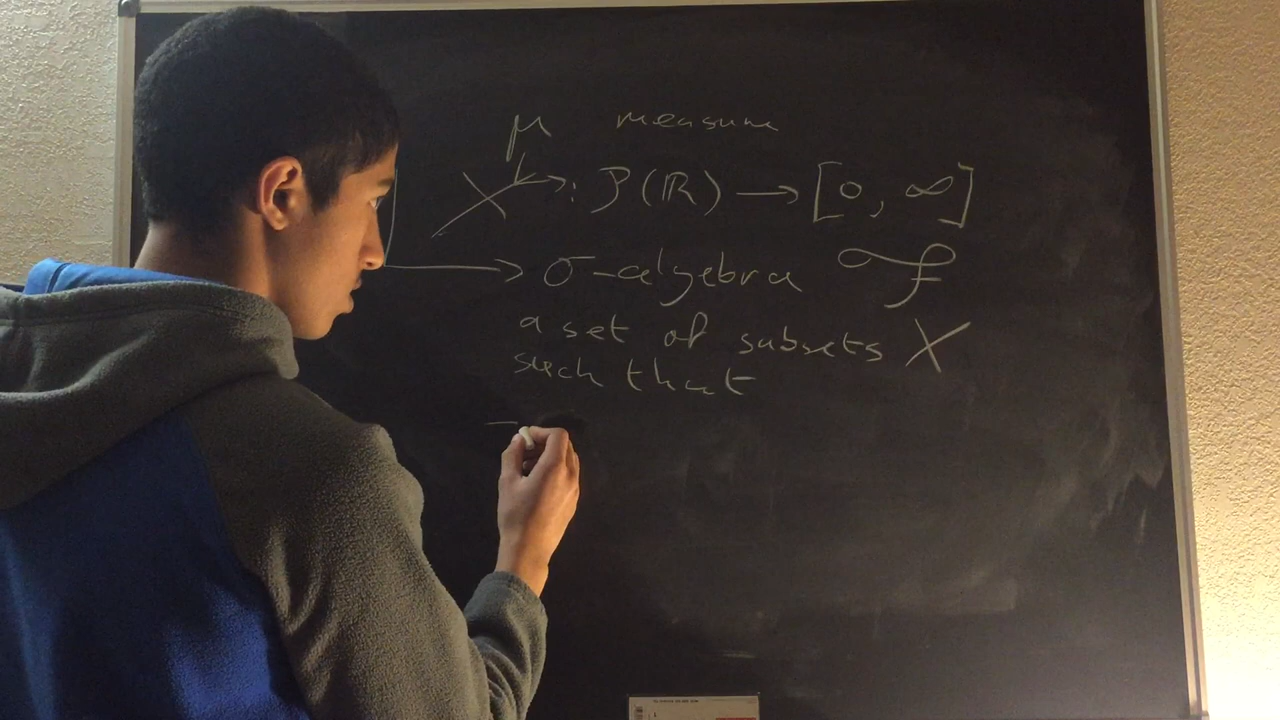 μ measure
X : P(ℝ) → [0, ∞]
→ σ-algebra F
a set of subsets X
such that
-